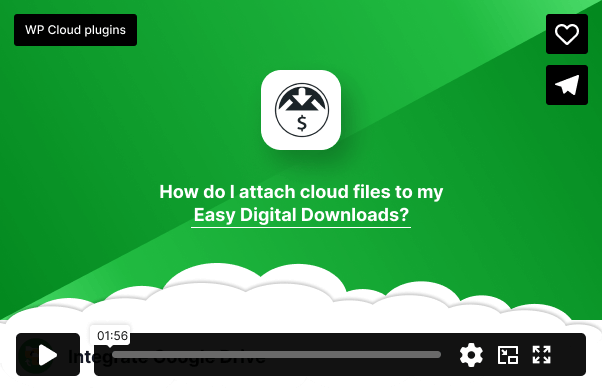 WP Cloud plugins
$
How do I attach cloud files to my
Easy Digital Downloads?
01:56
Integrate Google Drive